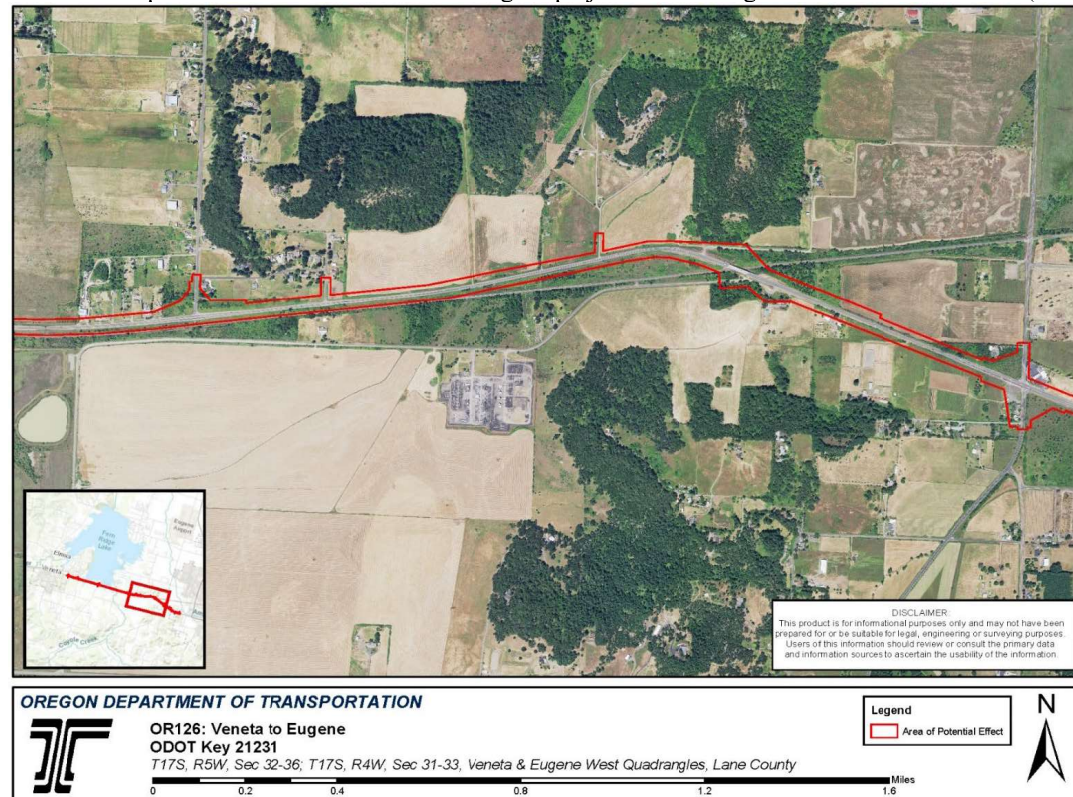 DISCLAIMER:
This product is for informational purposes only and may not have been
prepared for or be suitable for legal, engineering or surveying purposes.
Users of this information should review or consult the primary data
and information sources to ascertain the usability of the information.
Fern
Ridge
Lake
Eugene
Airport
Elmira
Veneta
Coyote Creek
OREGON DEPARTMENT OF TRANSPORTATION
OR126: Veneta to Eugene
ODOT Key 21231
T17S, R5W, Sec 32-36; T17S, R4W, Sec 31-33, Veneta & Eugene West Quadrangles, Lane County
Miles
0 0.2 0.4 0.8 1.2 1.6
Legend
Area of Potential Effect
N